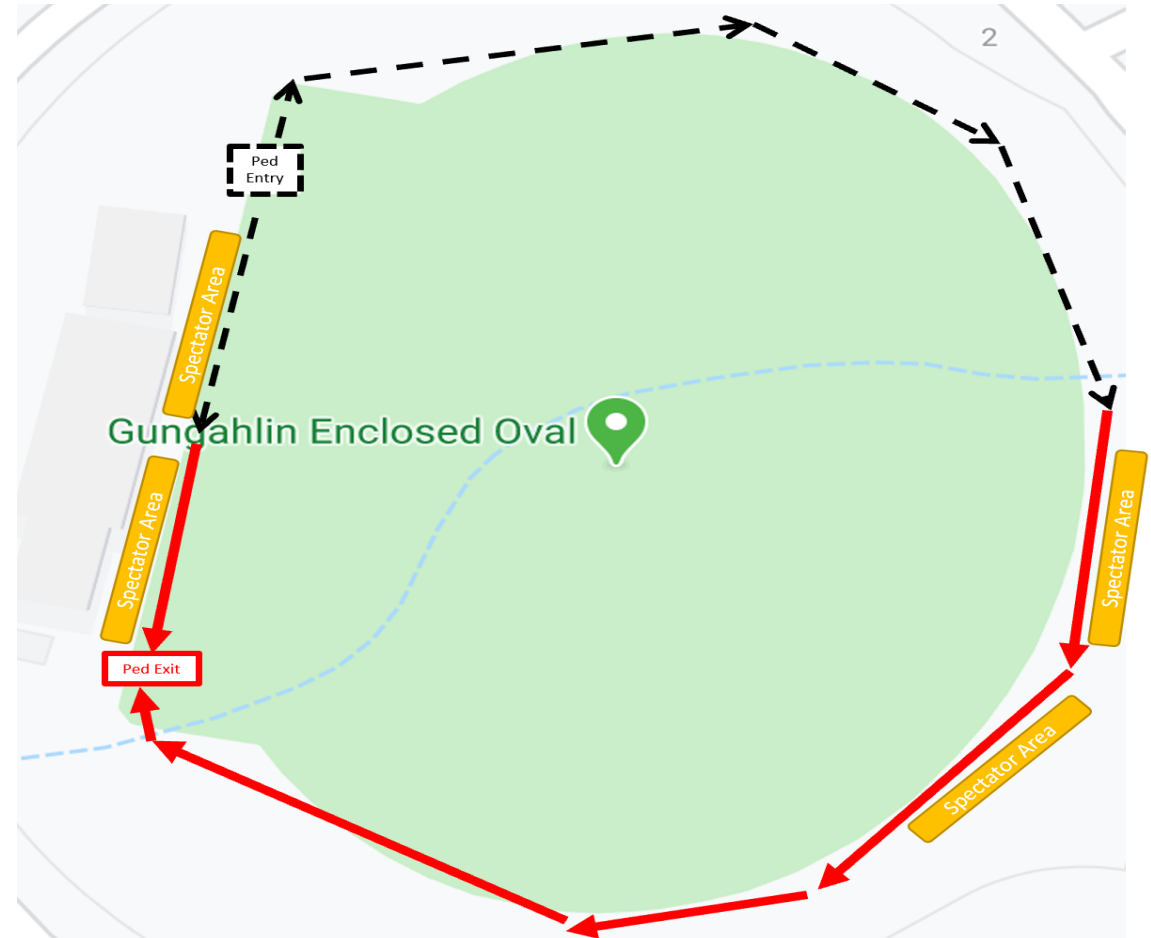 2
Ped
Entry
Spectator Area
Gungahlin Enclosed Oval
Spectator Area
Spectator Area
Ped Exit
Spectator Area